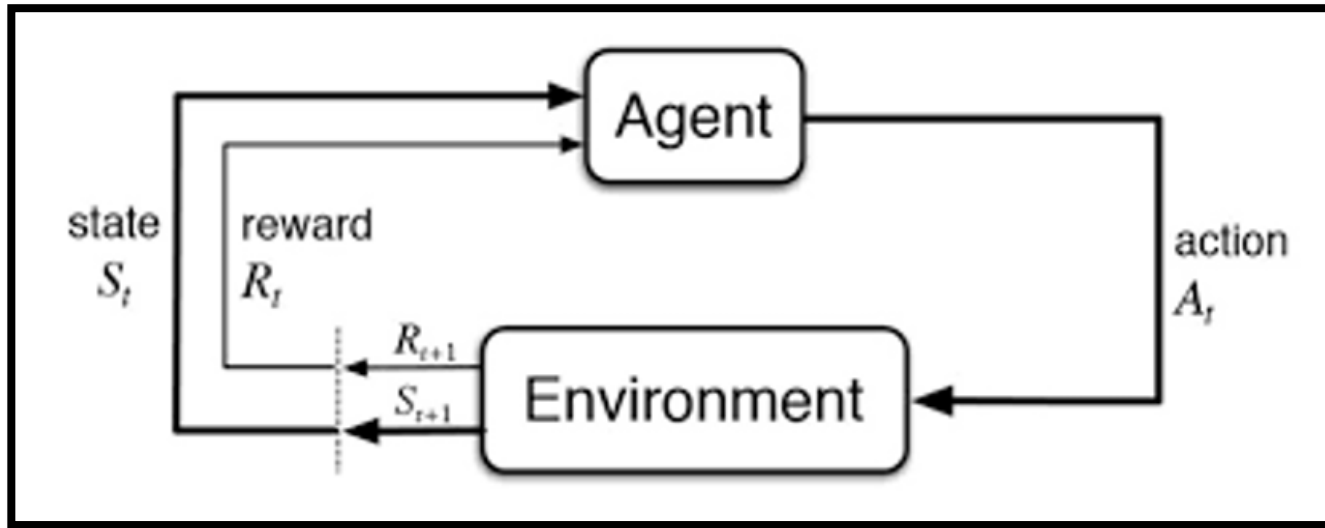 Agent
state
S_t
reward
R_t
action
A_t
R_{t+1}
S_{t+1}
Environment